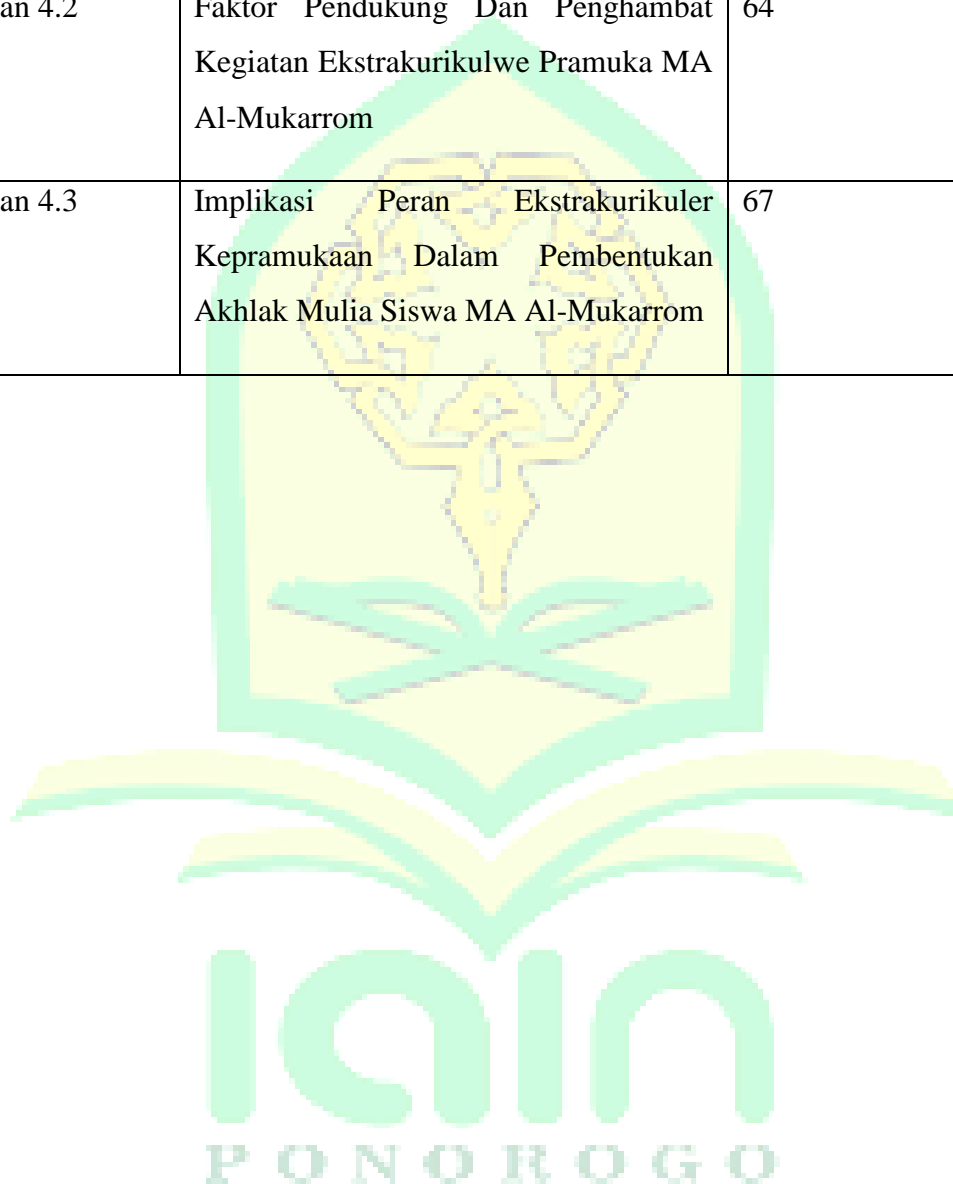 an 4.2 Faktor Pendukung Dan Penghambat 64
Kegiatan Ekstrakurikulwe Pramuka MA
Al-Mukarrom
an 4.3 Implikasi Peran Ekstrakurikuler 67
Kepramukaan Dalam Pembentukan
Akhlak Mulia Siswa MA Al-Mukarrom
iain
PONOROGO